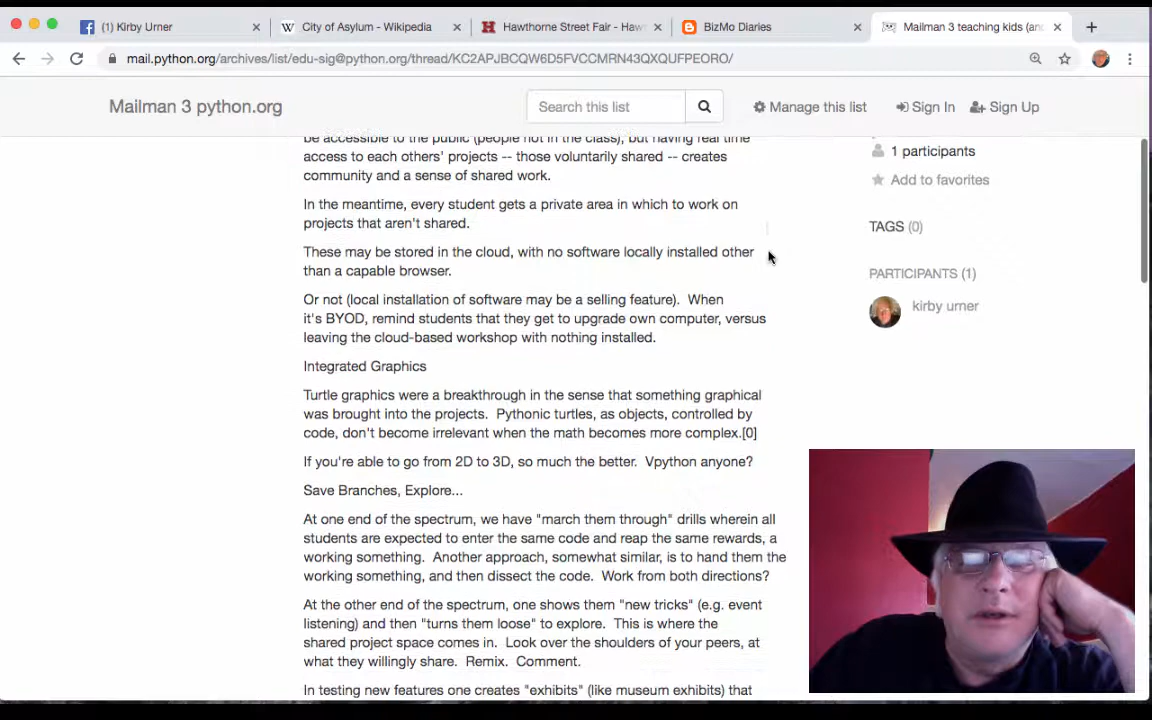 (1) Kirby Urner
City of Asylum - Wikipedia
Hawthorne Street Fair - Haw
BizMo Diaries
Mailman 3 teaching kids (an
mail.python.org/archives/list/edu-sig@python.org/thread/KC2APJBCQW6D5FVCCMRN43QXQUFPEORO/
Mailman 3 python.org
Search this list
Manage this list
Sign In
Sign Up
be accessible to the public (people not in the class), but having real time
access to each others' projects -- those voluntarily shared -- creates
community and a sense of shared work.
In the meantime, every student gets a private area in which to work on
projects that aren't shared.
These may be stored in the cloud, with no software locally installed other
than a capable browser.
Or not (local installation of software may be a selling feature).  When
it's BYOD, remind students that they get to upgrade own computer, versus
leaving the cloud-based workshop with nothing installed.
Integrated Graphics
Turtle graphics were a breakthrough in the sense that something graphical
was brought into the projects.  Pythonic turtles, as objects, controlled by
code, don't become irrelevant when the math becomes more complex.[0]
If you're able to go from 2D to 3D, so much the better.  Vpython anyone?
Save Branches, Explore...
At one end of the spectrum, we have "march them through" drills wherein all
students are expected to enter the same code and reap the same rewards, a
working something.  Another approach, somewhat similar, is to hand them the
working something, and then dissect the code.  Work from both directions?
At the other end of the spectrum, one shows them "new tricks" (e.g. event
listening) and then "turns them loose" to explore.  This is where the
shared project space comes in.  Look over the shoulders of your peers, at
what they willingly share.  Remix.  Comment.
In testing new features one creates "exhibits" (like museum exhibits) that
1 participants
Add to favorites
TAGS (0)
PARTICIPANTS (1)
kirby urner